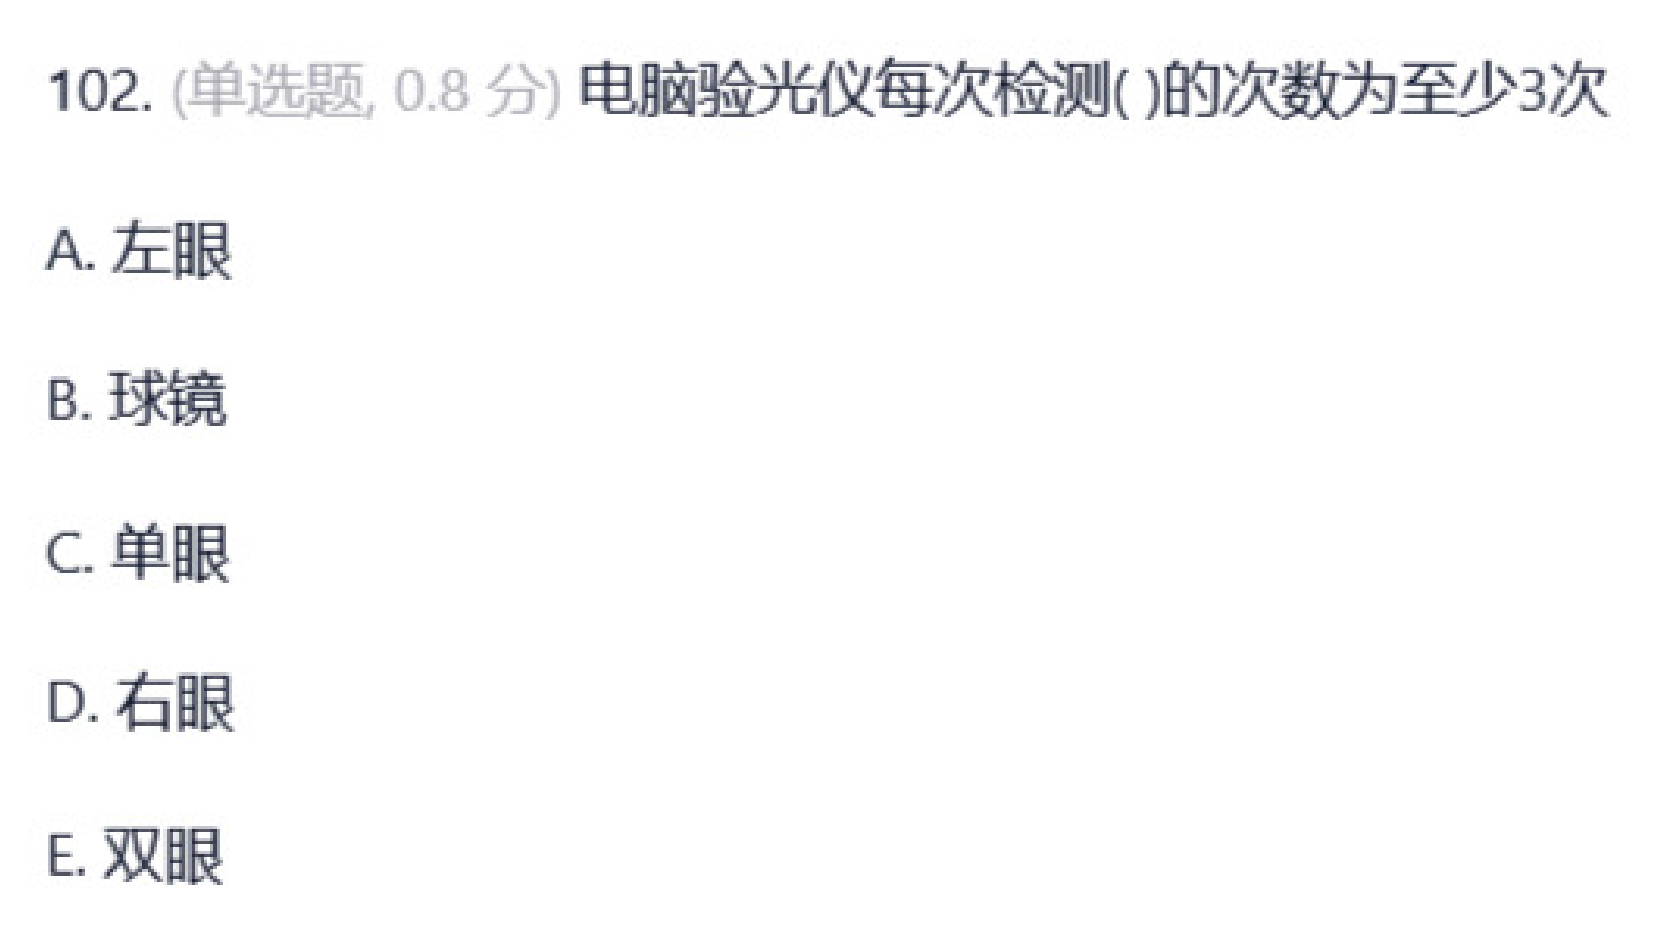 102. (单选题, 0.8 分) 电脑验光仪每次检测( )的次数为至少3次
A. 左眼
B. 球镜
C. 单眼
D. 右眼
E. 双眼